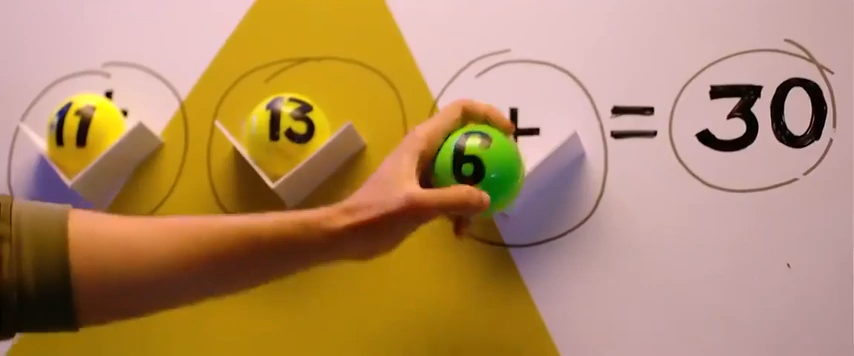 11 + 13 6 + = 30